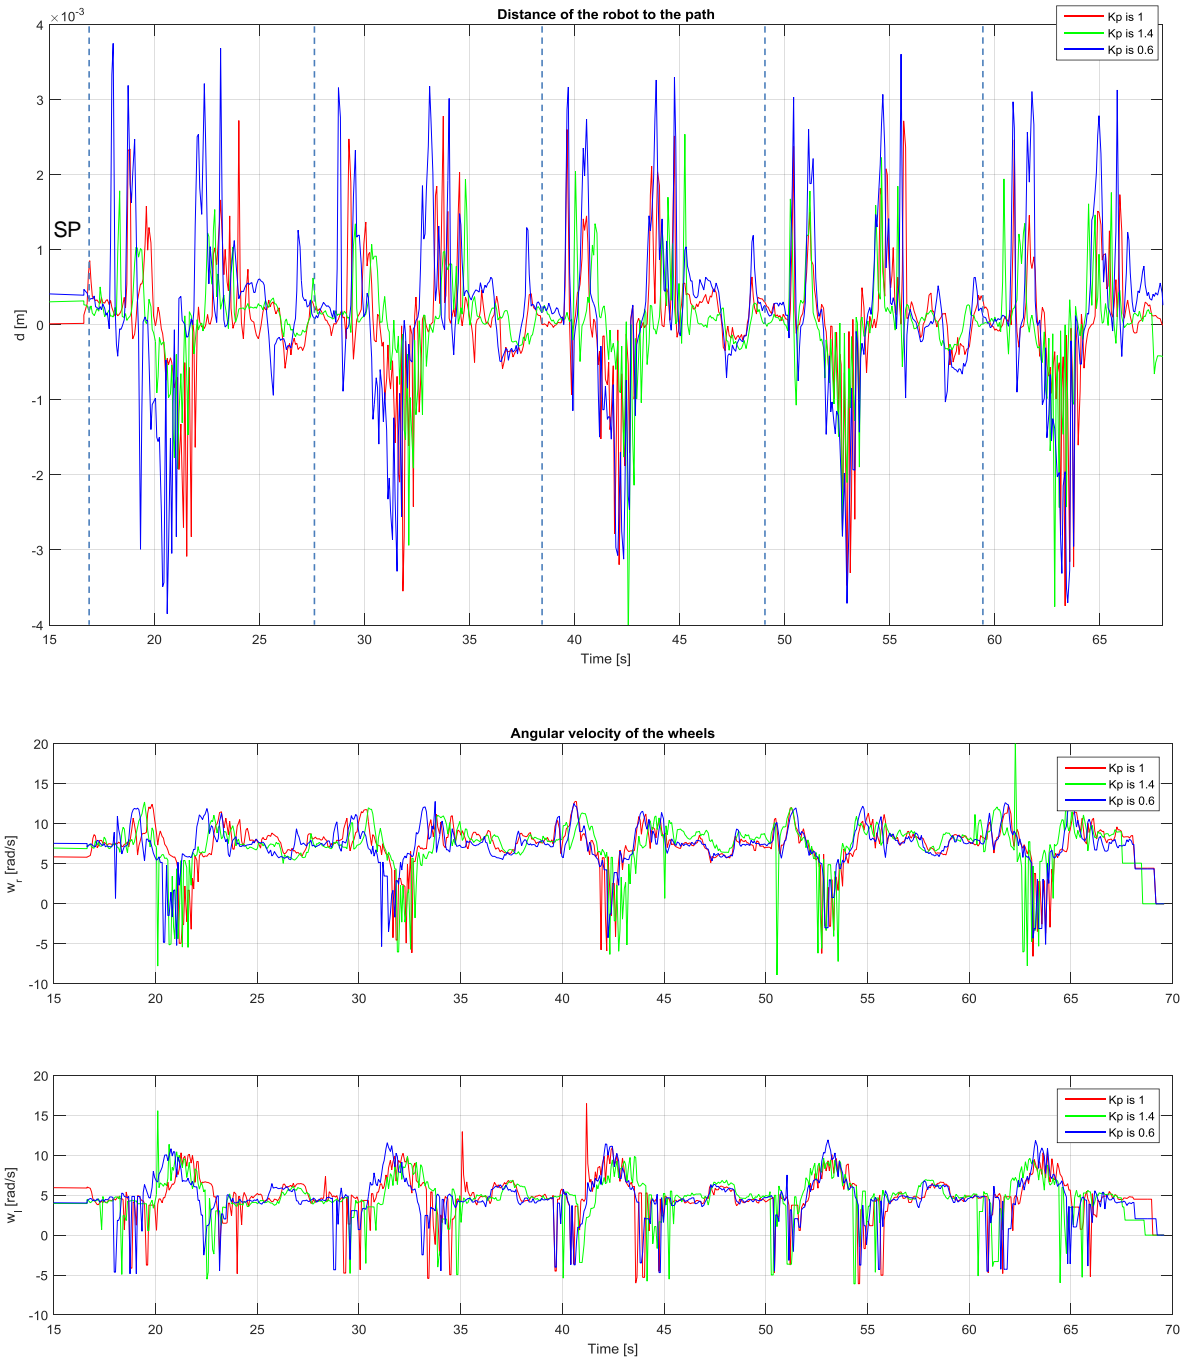 Distance of the robot to the path
×10⁻³
4
3
2
1
0
-1
-2
-3
-4
d [m]
SP
Kp is 1
Kp is 1.4
Kp is 0.6
15 20 25 30 35 40 45 50 55 60 65
Time [s]
Angular velocity of the wheels
20
15
10
5
0
-5
-10
w_r [rad/s]
Kp is 1
Kp is 1.4
Kp is 0.6
15 20 25 30 35 40 45 50 55 60 65 70
20
15
10
5
0
-5
-10
w_l [rad/s]
Kp is 1
Kp is 1.4
Kp is 0.6
15 20 25 30 35 40 45 50 55 60 65 70
Time [s]